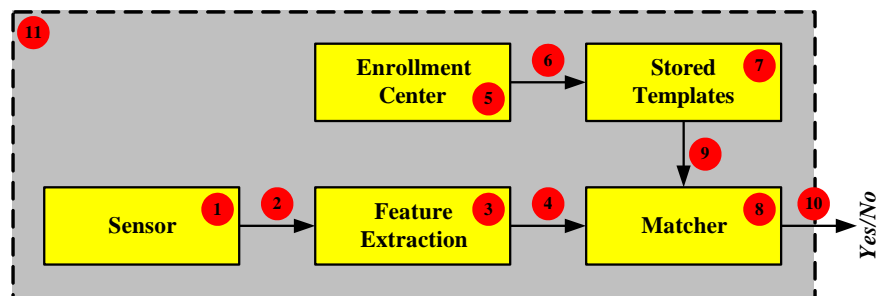 11
Enrollment
Center
5
6
Stored
Templates
7
9
Sensor
1
2
Feature
Extraction
3
4
Matcher
8
10
Yes/No